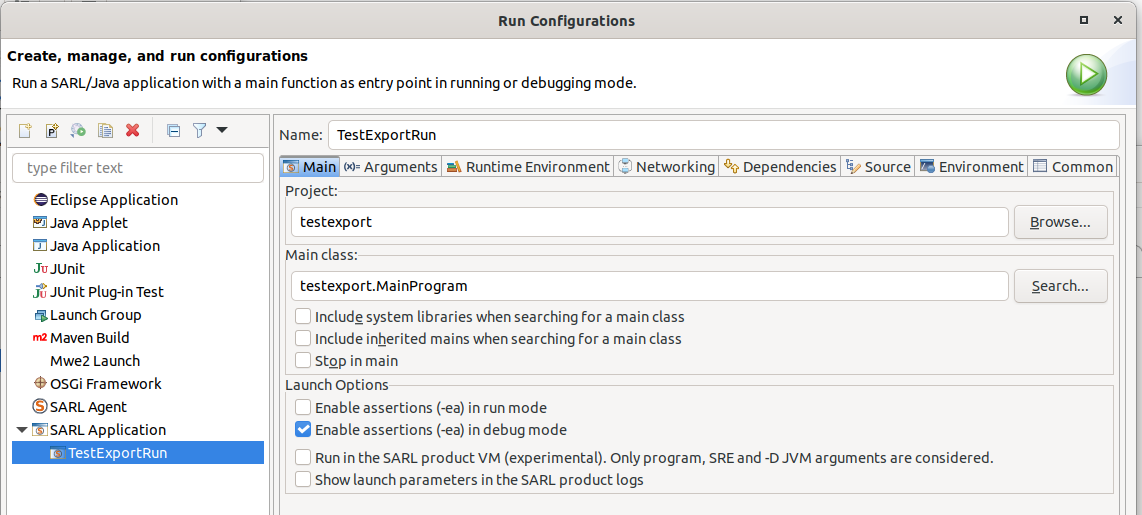 Run Configurations
Create, manage, and run configurations
Run a SARL/Java application with a main function as entry point in running or debugging mode.
type filter text
Eclipse Application
Java Applet
Java Application
JUnit
JUnit Plug-in Test
Launch Group
Maven Build
Mwe2 Launch
OSGi Framework
SARL Agent
SARL Application
TestExportRun
Name: TestExportRun
Main (x)= Arguments Runtime Environment Networking Dependencies Source Environment Common
Project:
testexport Browse...
Main class:
testexport.MainProgram Search...
Include system libraries when searching for a main class
Include inherited mains when searching for a main class
Stop in main
Launch Options
Enable assertions (-ea) in run mode
Enable assertions (-ea) in debug mode
Run in the SARL product VM (experimental). Only program, SRE and -D JVM arguments are considered.
Show launch parameters in the SARL product logs